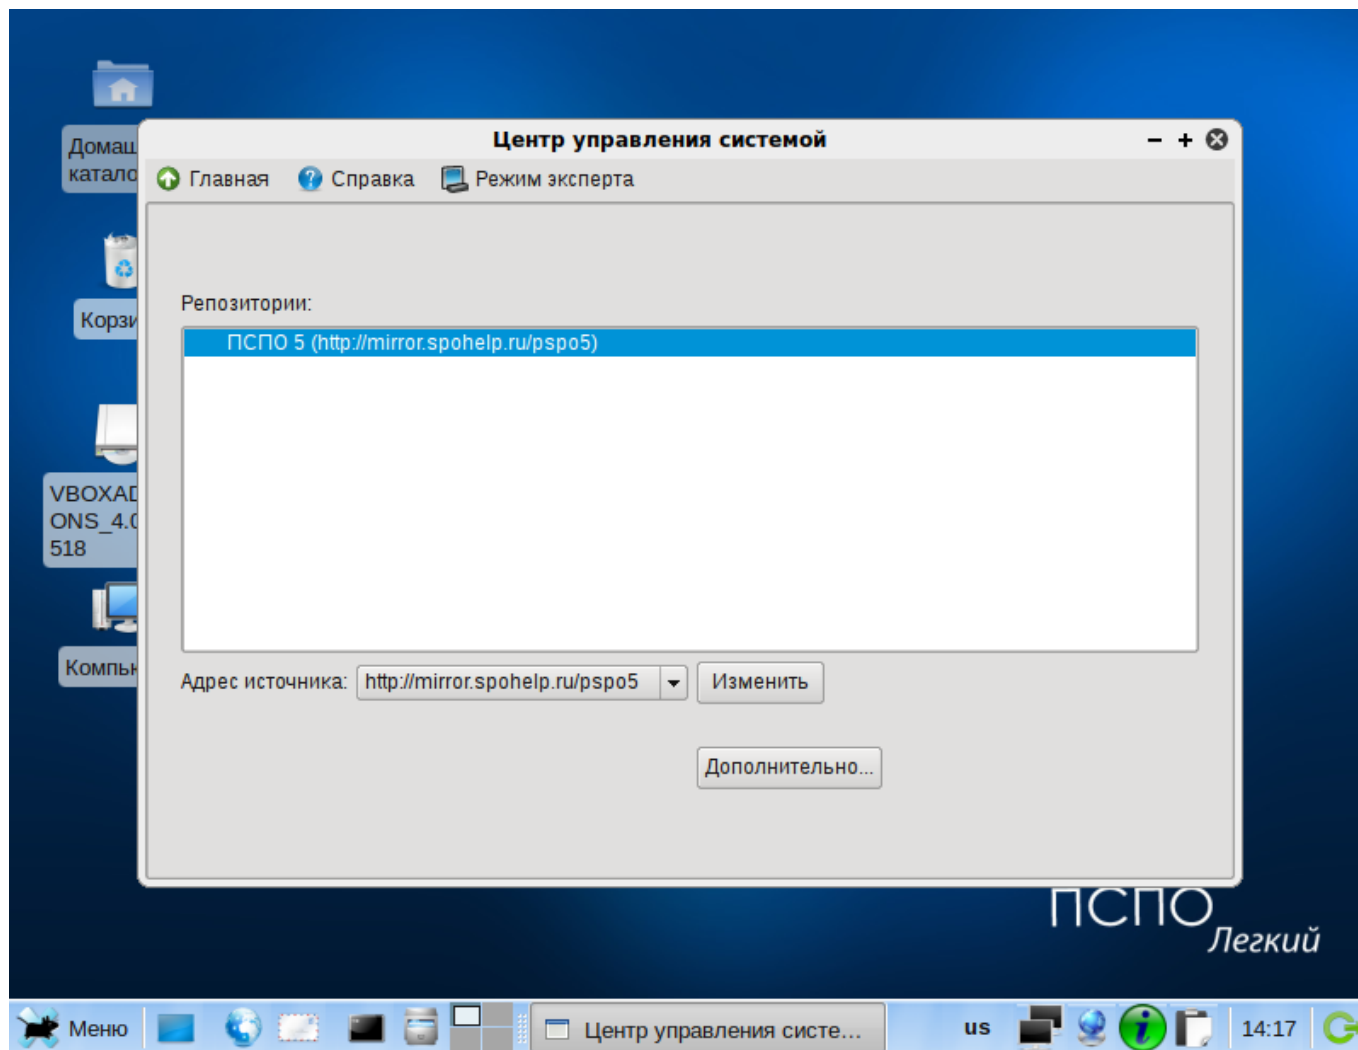 Домаш
катало
Корзи
VBOXAD
ONS_4.0
518
Компьк
Центр управления системой
Главная
Справка
Режим эксперта
Репозитории:
ПСПО 5 (http://mirror.spohelp.ru/pspo5)
Адрес источника:
http://mirror.spohelp.ru/pspo5
Изменить
Дополнительно...
ПСПО
Легкий
Меню
Центр управления систе...
us
14:17